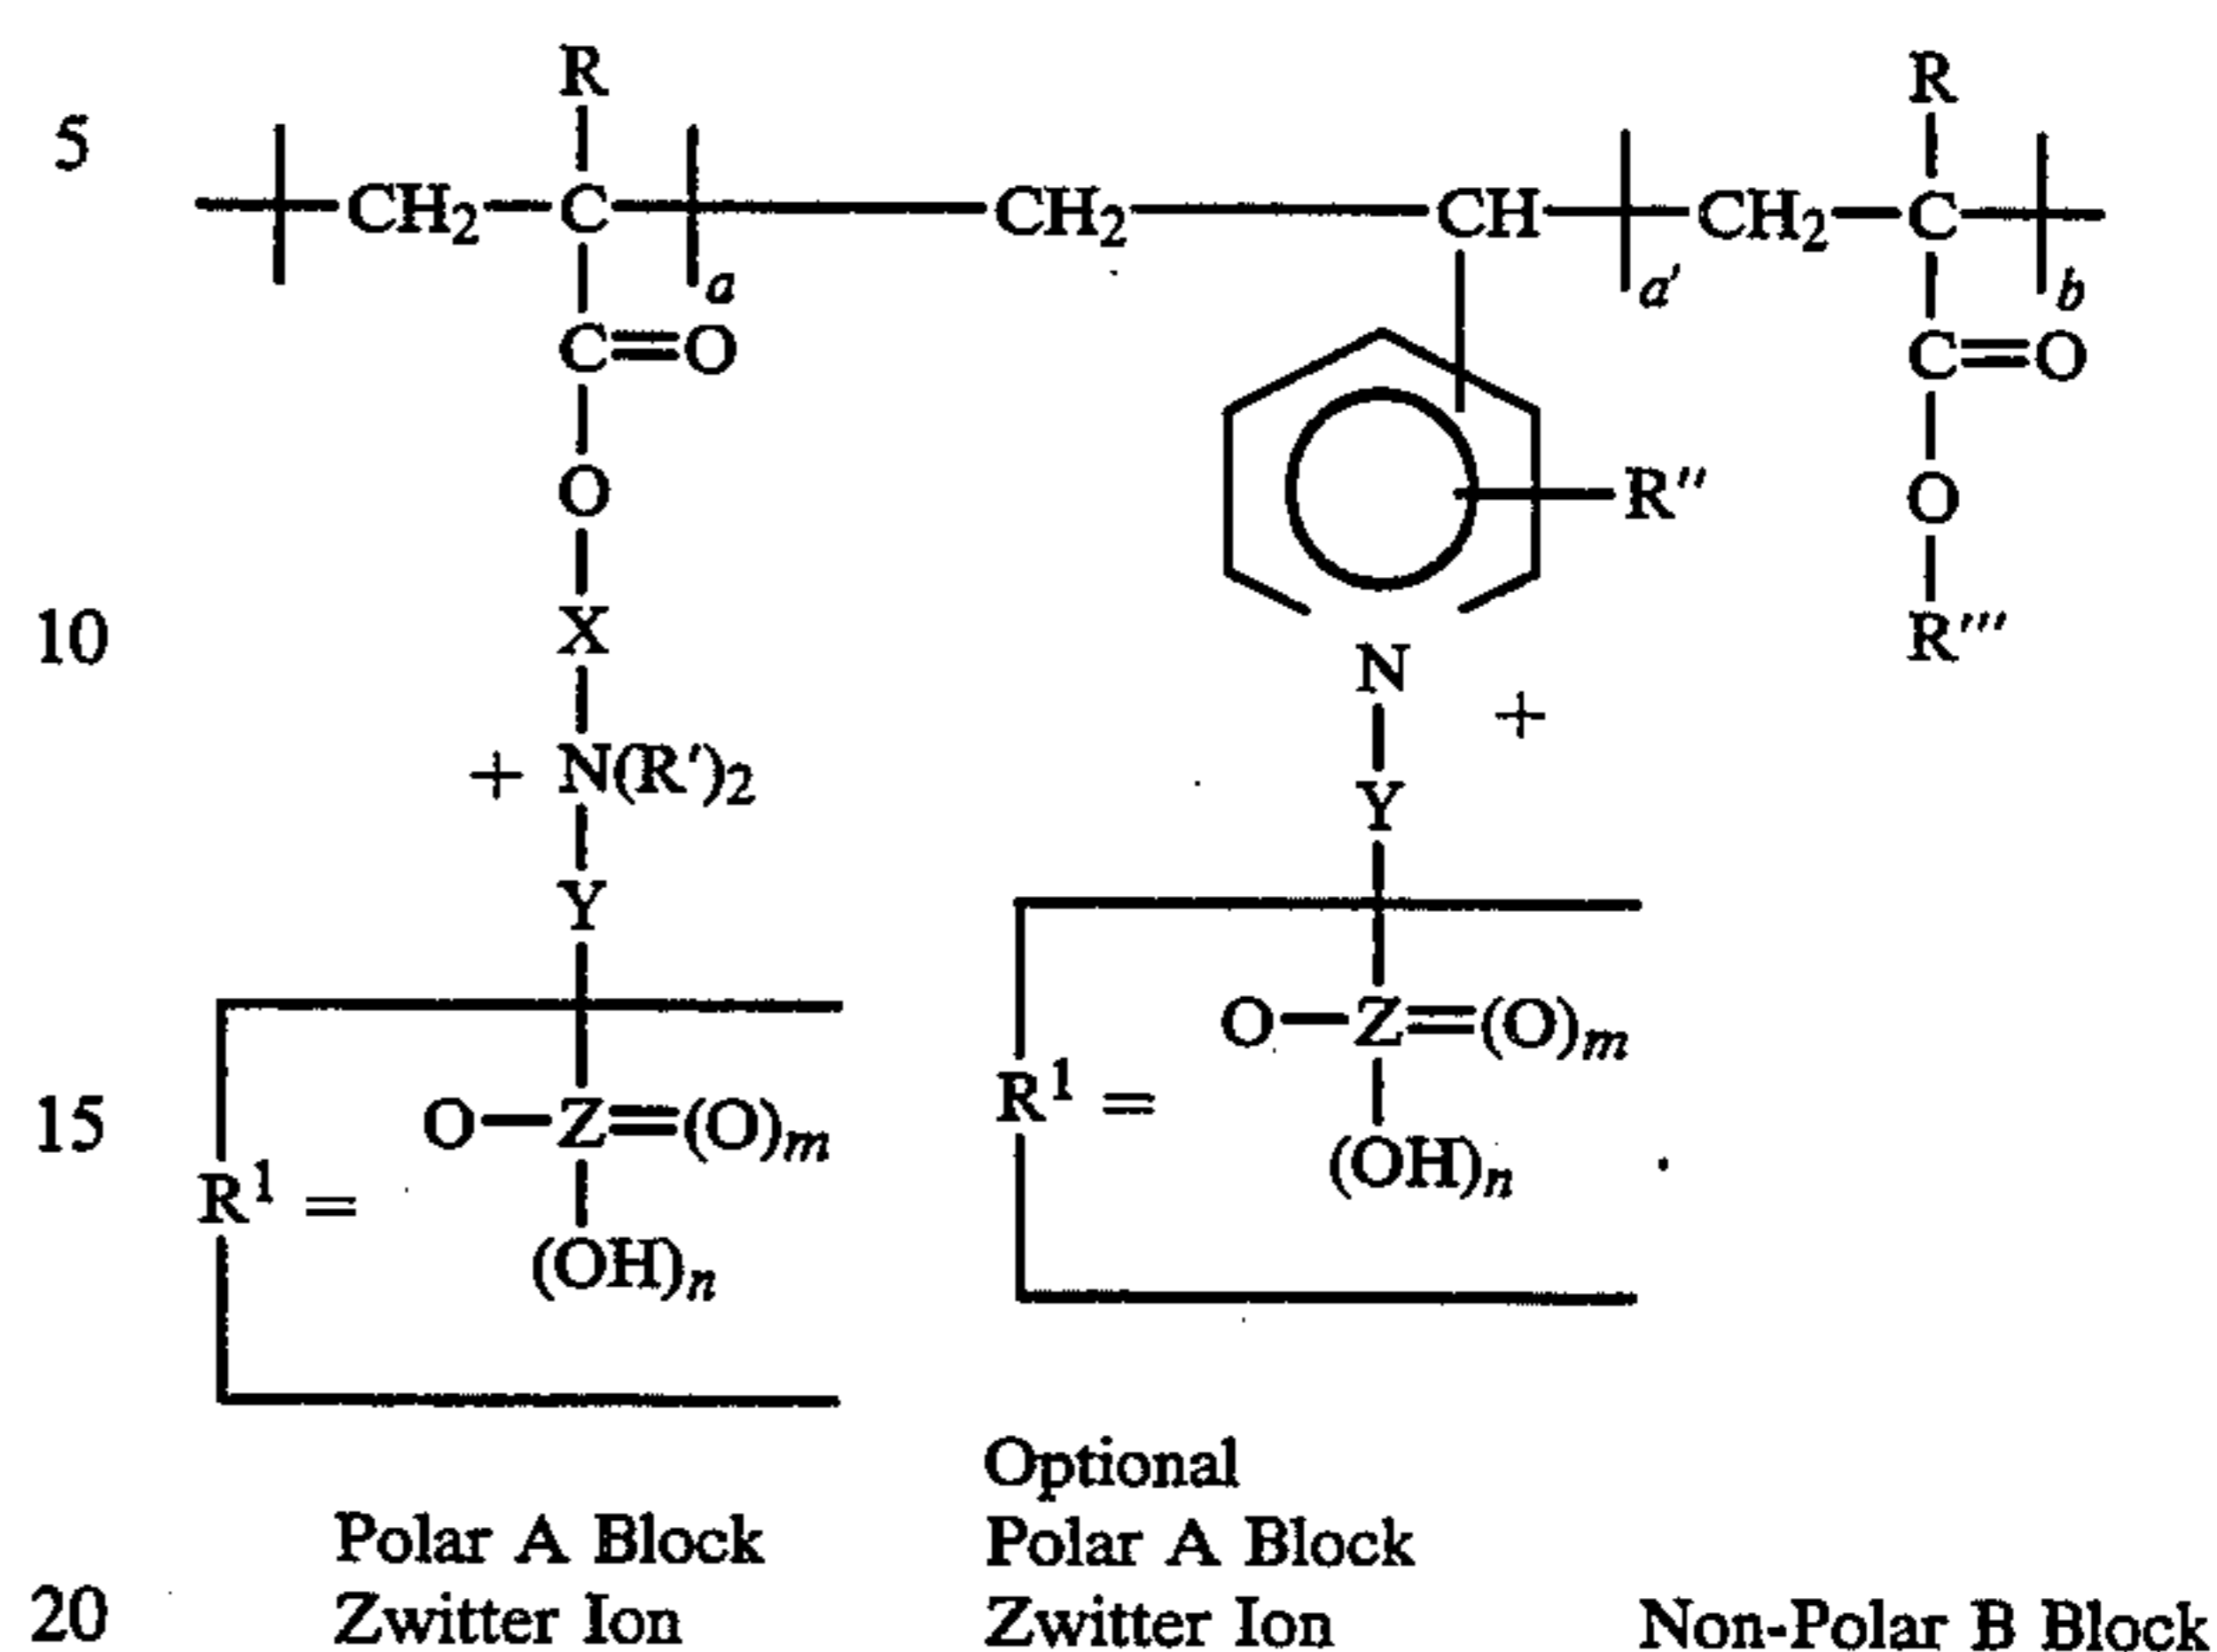 R R
5
CH2 C a CH2 CH a' CH2 C b
C=O C=O
O R" O
10 X N R'''
+
+ N(R')2 Y
Y
O Z=(O)m
R1 =
15 O Z=(O)m (OH)n
R1 =
(OH)n
Optional
Polar A Block Polar A Block
20 Zwitter Ion Zwitter Ion Non-Polar B Block